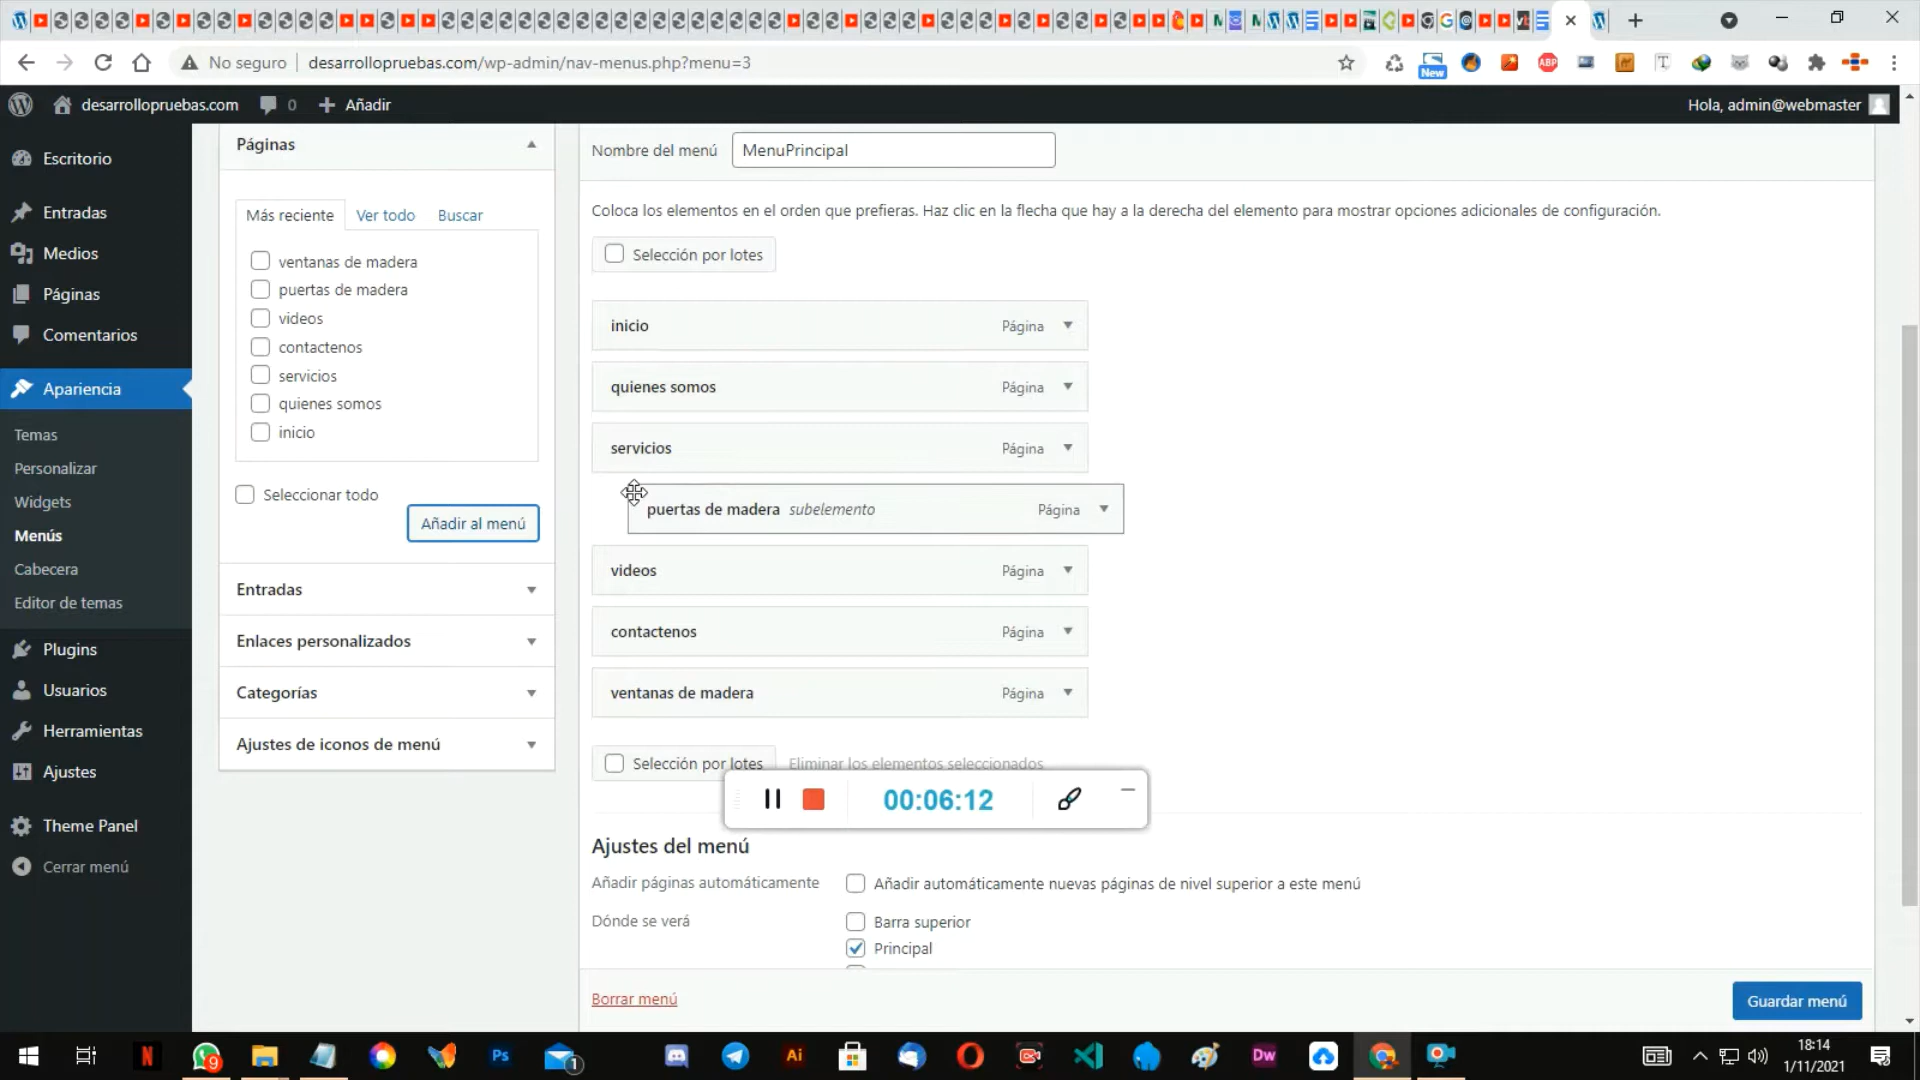 No seguro
desarrollopruebas.com/wp-admin/nav-menus.php?menu=3
New
ABP
desarrollopruebas.com
0
Añadir
Hola, admin@webmaster
Escritorio
Entradas
Medios
Páginas
Comentarios
Apariencia
Temas
Personalizar
Widgets
Menús
Cabecera
Editor de temas
Plugins
Usuarios
Herramientas
Ajustes
Theme Panel
Cerrar menú
Páginas
Más reciente
Ver todo
Buscar
ventanas de madera
puertas de madera
videos
contactenos
servicios
quienes somos
inicio
Seleccionar todo
Añadir al menú
Entradas
Enlaces personalizados
Categorías
Ajustes de iconos de menú
Nombre del menú
MenuPrincipal
Coloca los elementos en el orden que prefieras. Haz clic en la flecha que hay a la derecha del elemento para mostrar opciones adicionales de configuración.
Selección por lotes
inicio Página
quienes somos Página
servicios Página
puertas de madera subelemento Página
videos Página
contactenos Página
ventanas de madera Página
Selección por lotes
Eliminar los elementos seleccionados
00:06:12
Ajustes del menú
Añadir páginas automáticamente
Añadir automáticamente nuevas páginas de nivel superior a este menú
Dónde se verá
Barra superior
Principal
Borrar menú
Guardar menú
N
9
Ps
1
Ai
Dw
18:14
1/11/2021